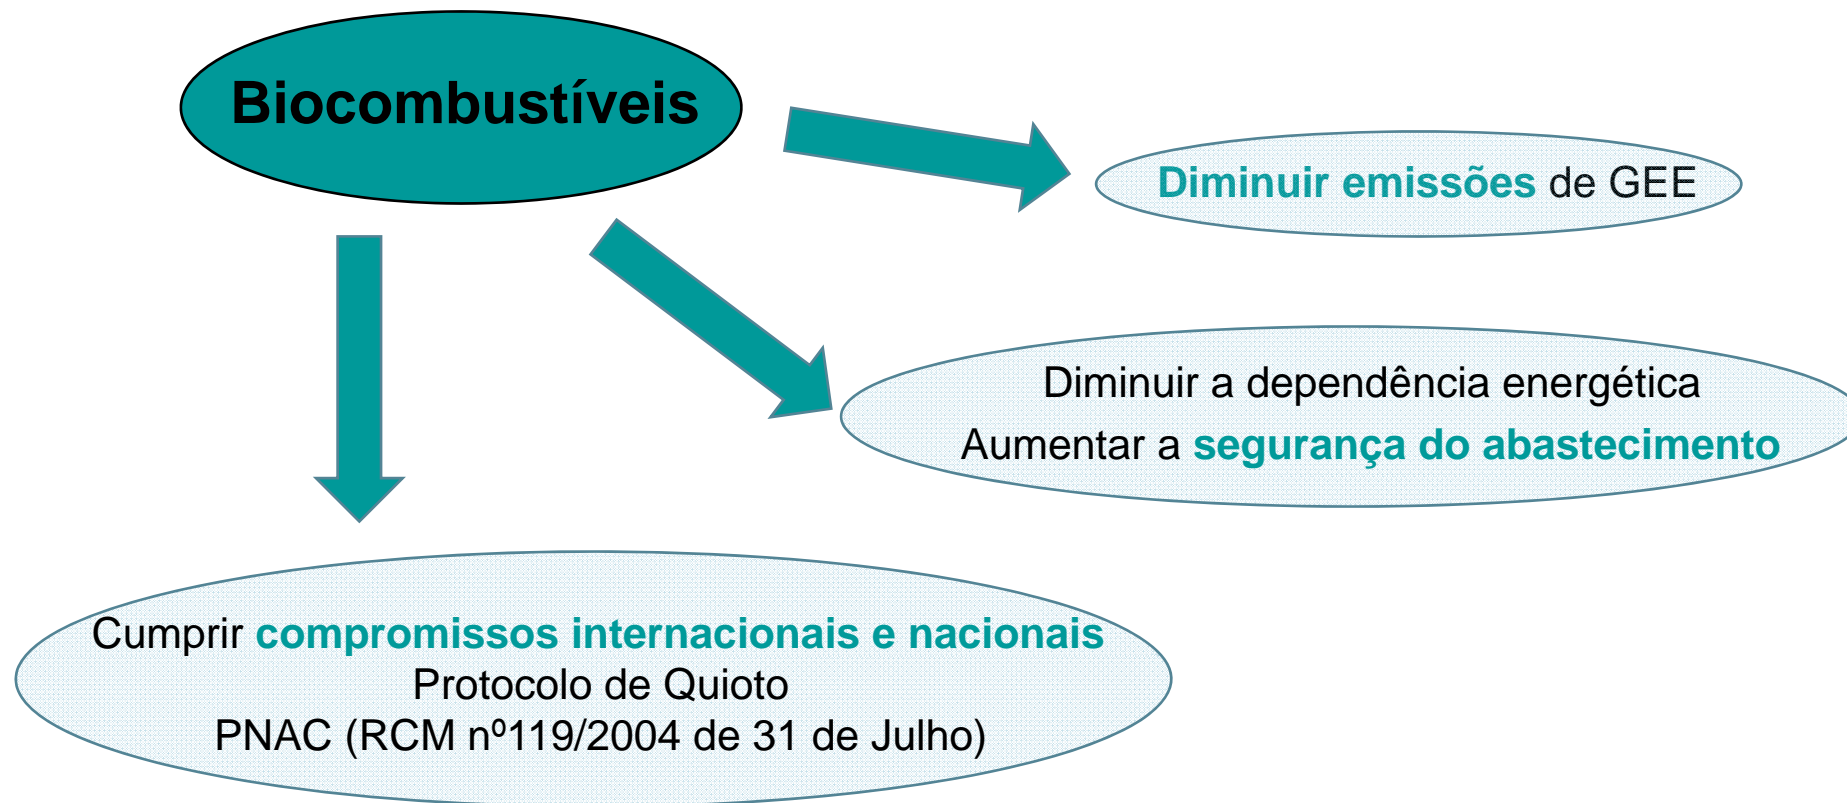 Biocombustíveis
Diminuir emissões de GEE
Diminuir a dependência energética
Aumentar a segurança do abastecimento
Cumprir compromissos internacionais e nacionais
Protocolo de Quioto
PNAC (RCM nº119/2004 de 31 de Julho)